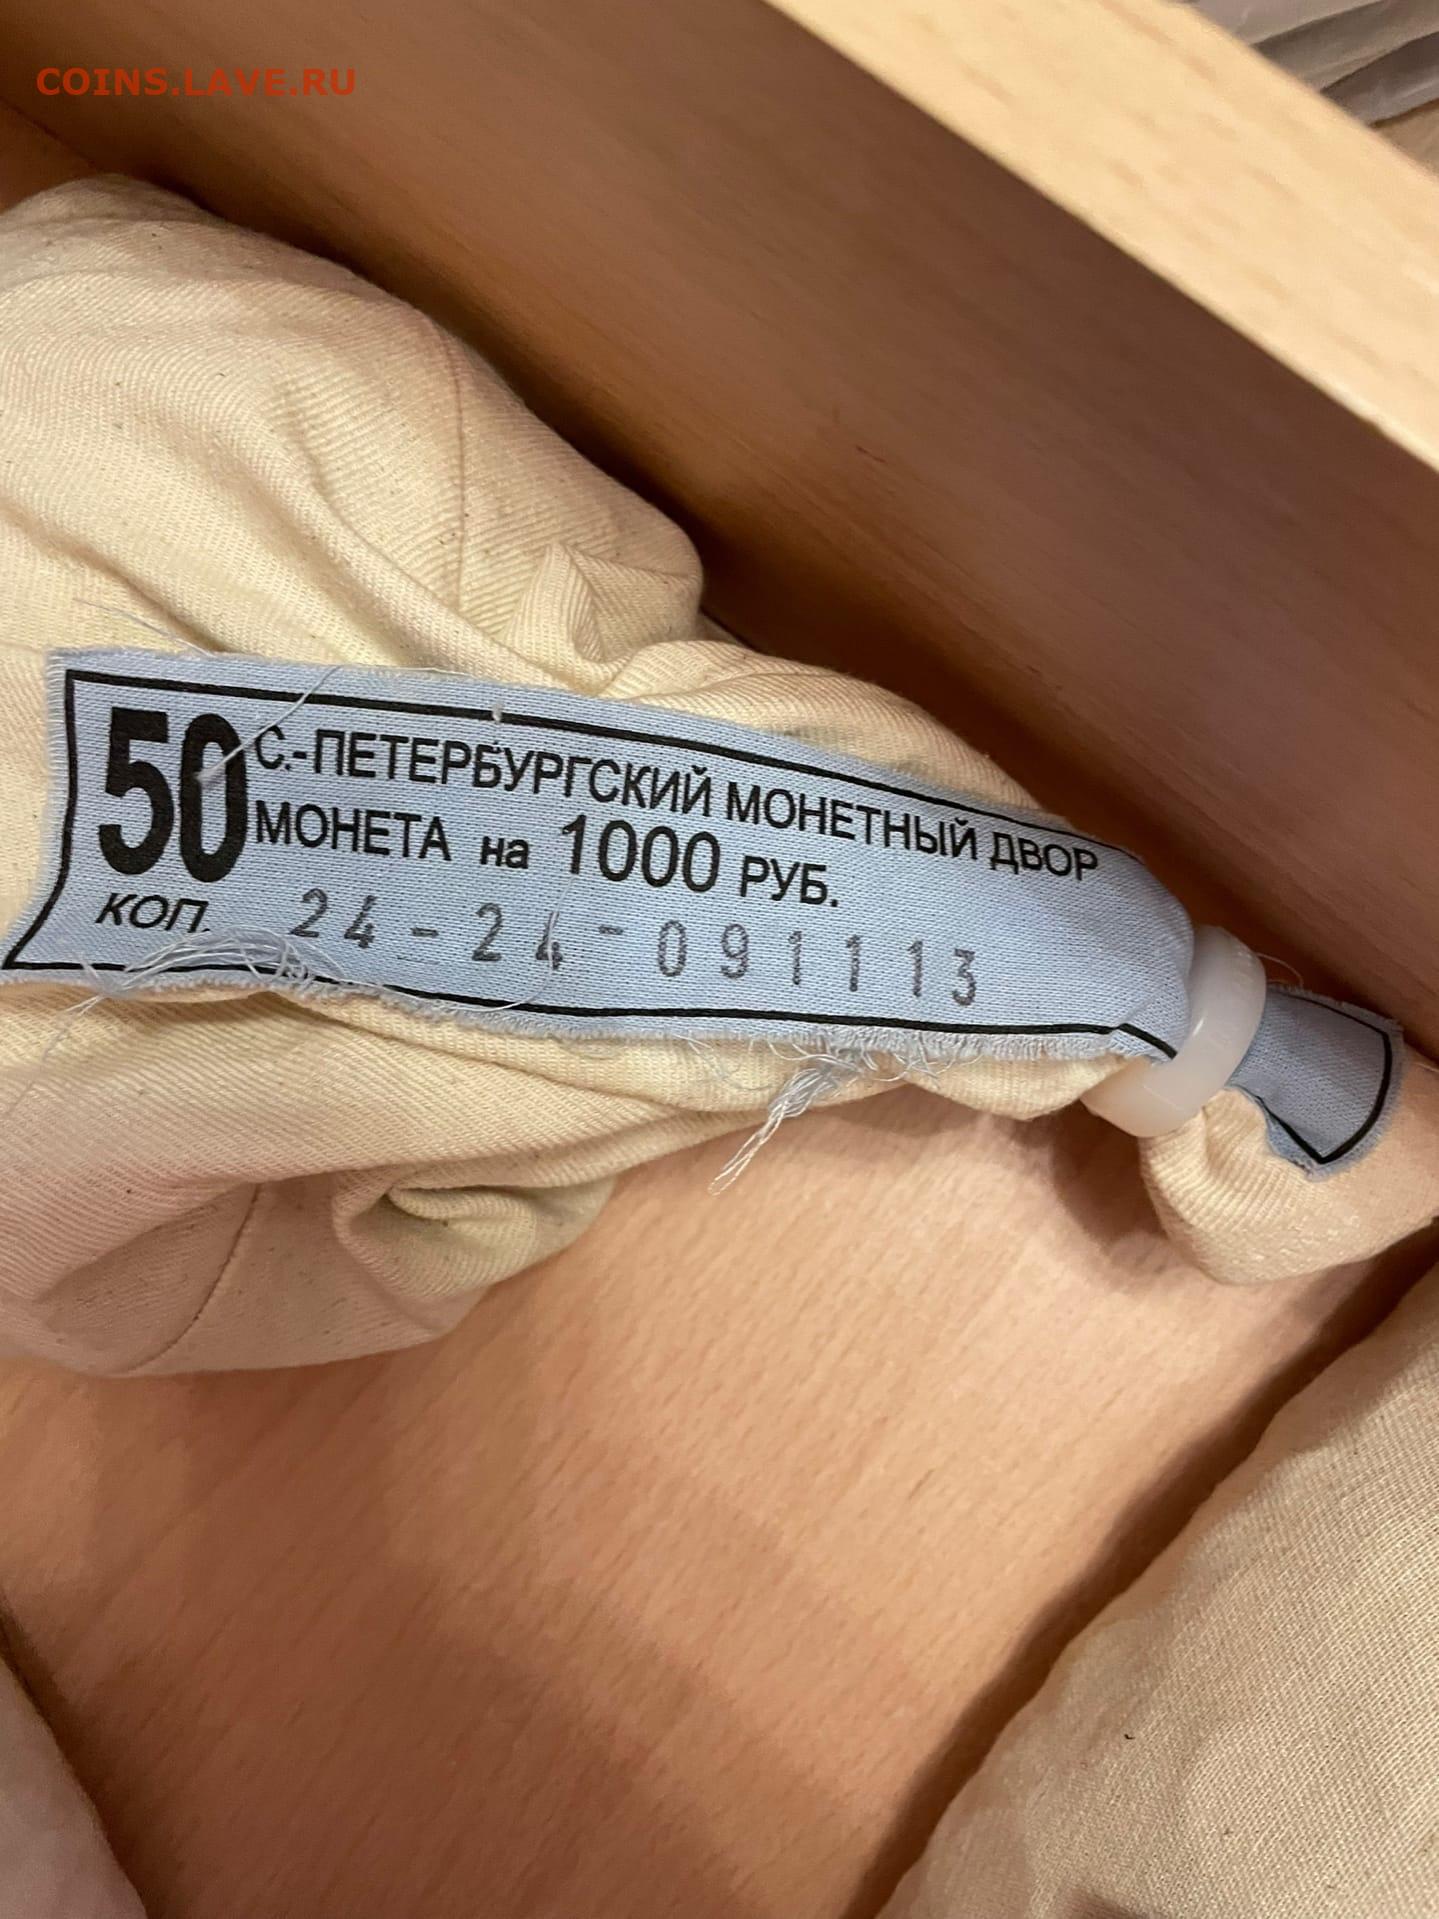 COINS.LAVE.RU
50 С.-ПЕТЕРБУРГСКИЙ МОНЕТНЫЙ ДВОР
МОНЕТА на 1000 РУБ.
КОП. 24-24-091113